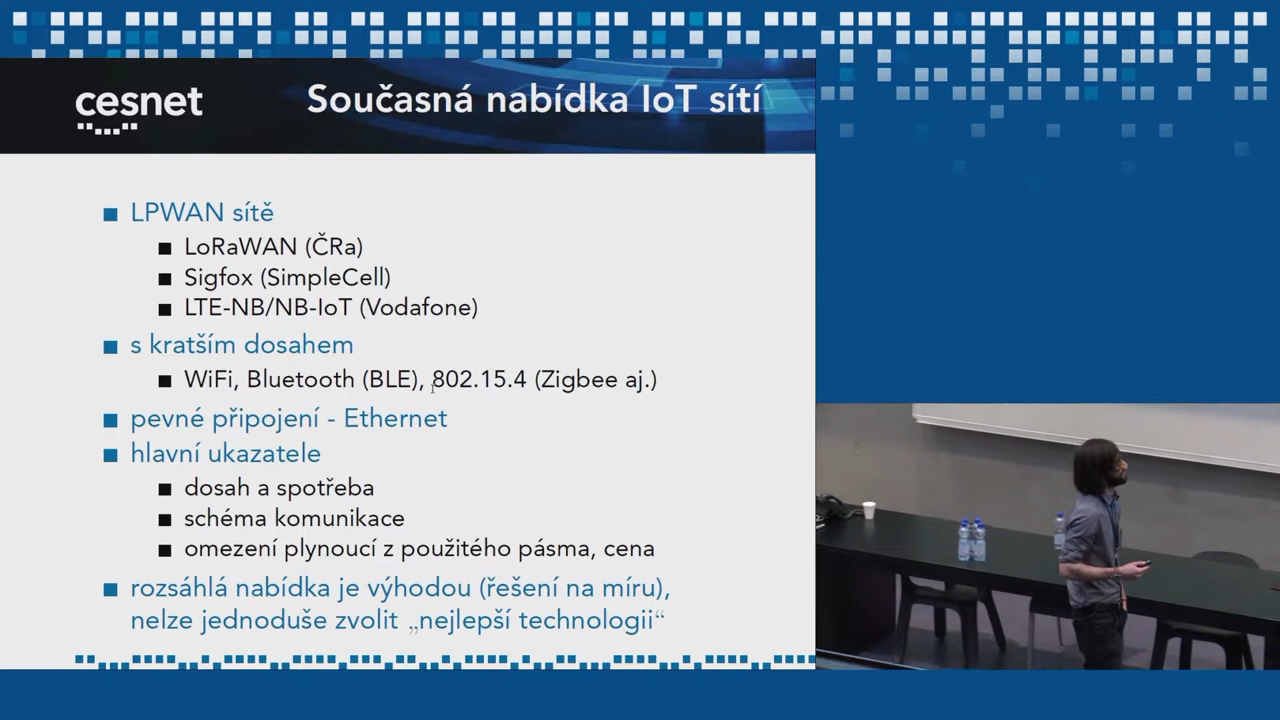 cesnet
Současná nabídka IoT sítí
LPWAN sítě
LoRaWAN (ČRa)
Sigfox (SimpleCell)
LTE-NB/NB-IoT (Vodafone)
s kratším dosahem
WiFi, Bluetooth (BLE), 802.15.4 (Zigbee aj.)
pevné připojení - Ethernet
hlavní ukazatele
dosah a spotřeba
schéma komunikace
omezení plynoucí z použitého pásma, cena
rozsáhlá nabídka je výhodou (řešení na míru),
nelze jednoduše zvolit „nejlepší technologii“